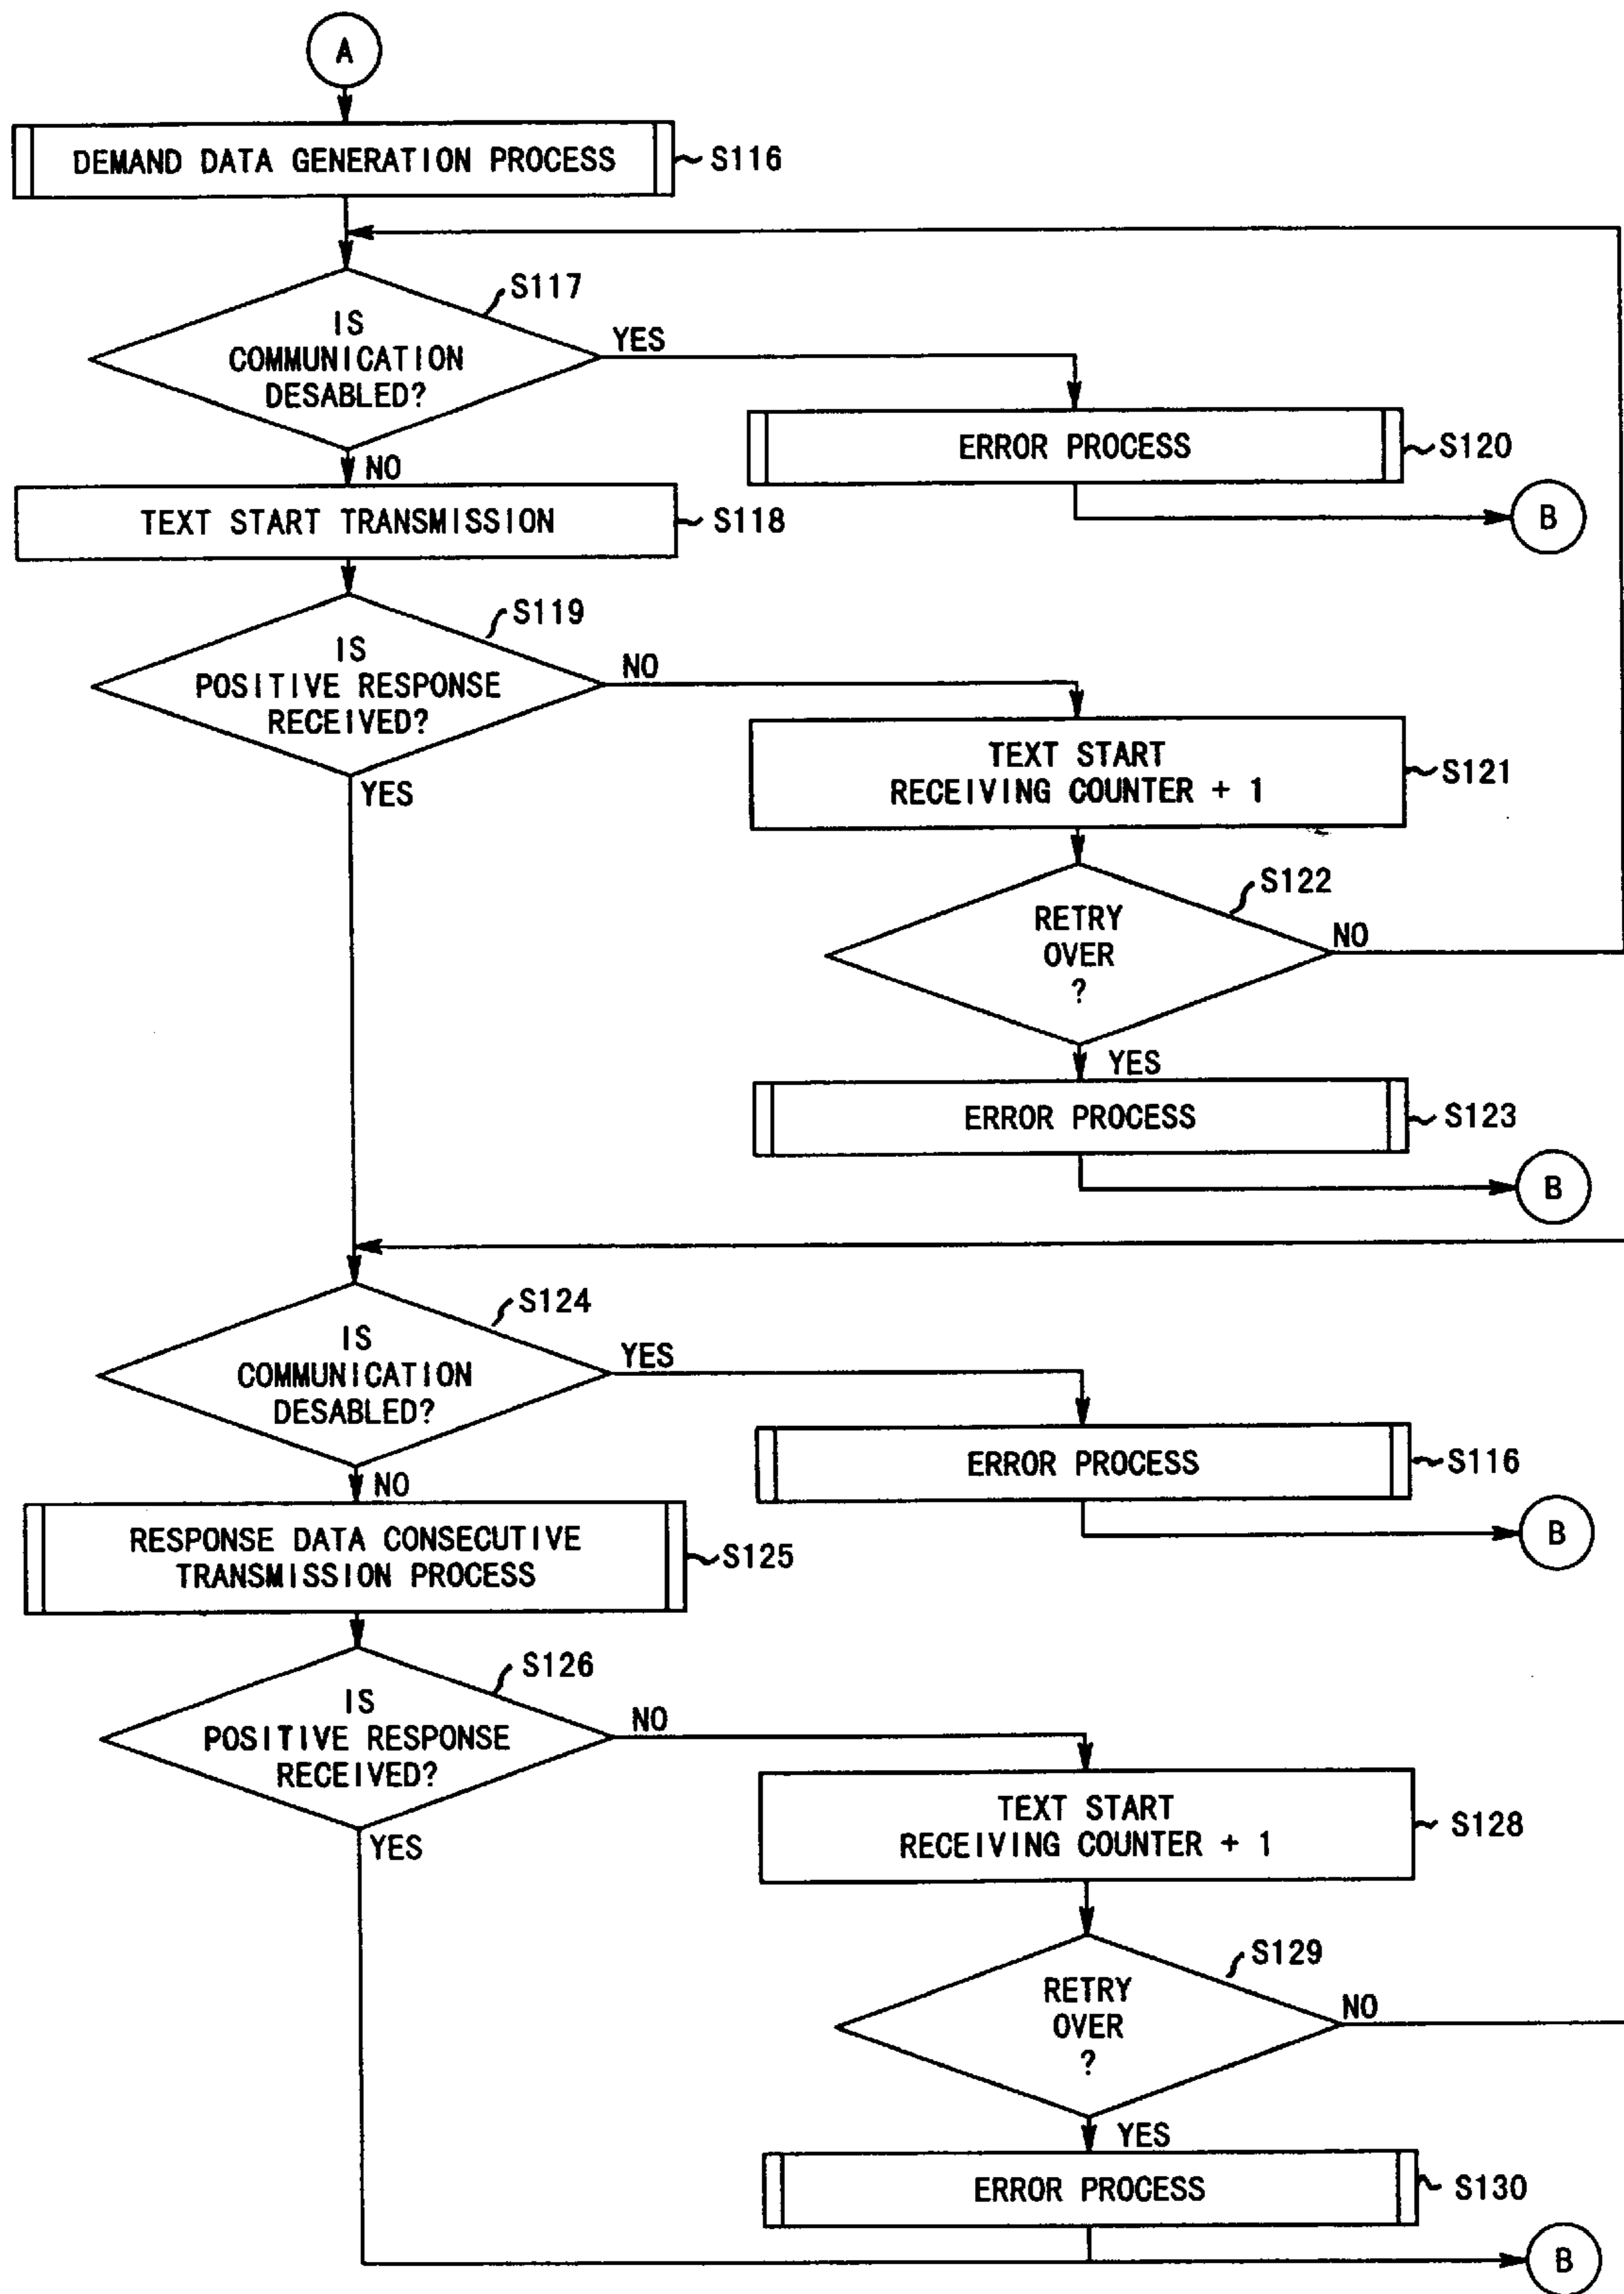 A
DEMAND DATA GENERATION PROCESS
S116
S117
IS
COMMUNICATION
DESABLED?
YES
ERROR PROCESS
S120
B
NO
TEXT START TRANSMISSION
S118
S119
IS
POSITIVE RESPONSE
RECEIVED?
NO
YES
TEXT START
RECEIVING COUNTER + 1
S121
S122
RETRY
OVER
?
NO
YES
ERROR PROCESS
S123
B
S124
IS
COMMUNICATION
DESABLED?
YES
ERROR PROCESS
S116
B
NO
RESPONSE DATA CONSECUTIVE
TRANSMISSION PROCESS
S125
S126
IS
POSITIVE RESPONSE
RECEIVED?
NO
YES
TEXT START
RECEIVING COUNTER + 1
S128
S129
RETRY
OVER
?
NO
YES
ERROR PROCESS
S130
B